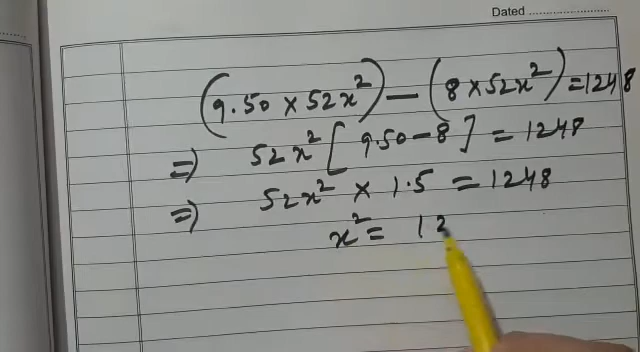 Dated ........................
(9.50 × 52x²) — (8 × 52x²) = 1248
=) 52x² [ 9.50 – 8 ] = 1248
=) 52x² × 1.5 = 1248
x² = 12